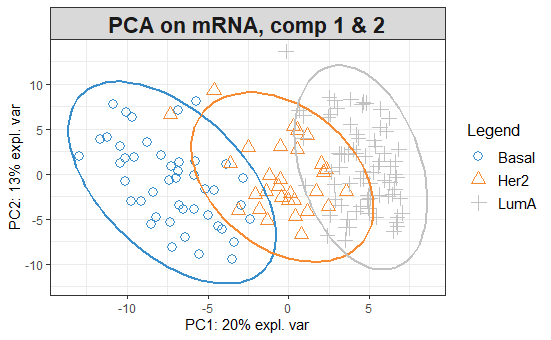 PCA on mRNA, comp 1 & 2
PC2: 13% expl. var
10
5
0
-5
-10
-10
-5
0
5
PC1: 20% expl. var
Legend
Basal
Her2
LumA